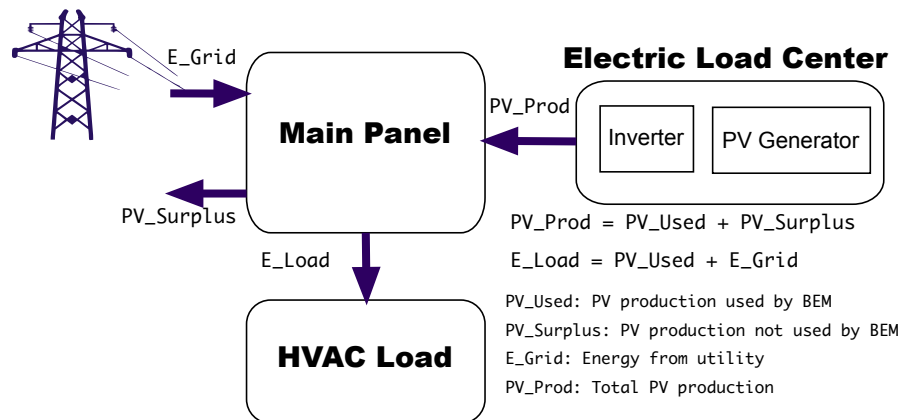 E_Grid
Electric Load Center
Main Panel
PV_Prod
Inverter
PV Generator
PV_Surplus
PV_Prod = PV_Used + PV_Surplus
E_Load
E_Load = PV_Used + E_Grid
PV_Used: PV production used by BEM
PV_Surplus: PV production not used by BEM
HVAC Load
E_Grid: Energy from utility
PV_Prod: Total PV production